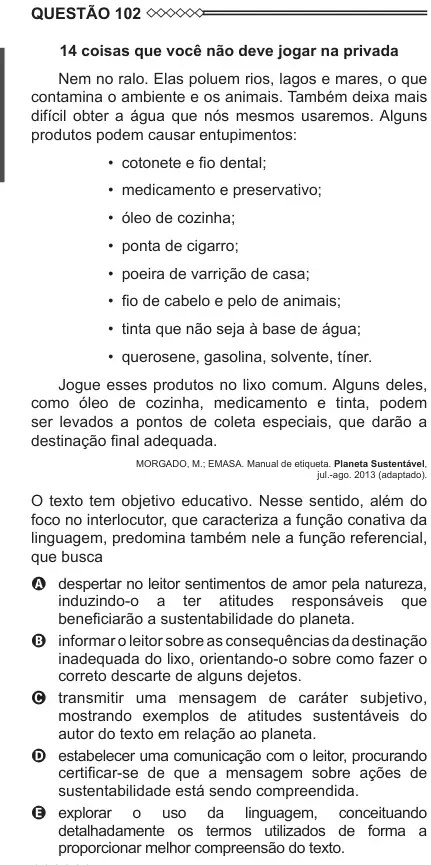 QUESTÃO 102
14 coisas que você não deve jogar na privada
Nem no ralo. Elas poluem rios, lagos e mares, o que
contamina o ambiente e os animais. Também deixa mais
difícil obter a água que nós mesmos usaremos. Alguns
produtos podem causar entupimentos:
• cotonete e fio dental;
• medicamento e preservativo;
• óleo de cozinha;
• ponta de cigarro;
• poeira de varrição de casa;
• fio de cabelo e pelo de animais;
• tinta que não seja à base de água;
• querosene, gasolina, solvente, tíner.
Jogue esses produtos no lixo comum. Alguns deles,
como óleo de cozinha, medicamento e tinta, podem
ser levados a pontos de coleta especiais, que darão a
destinação final adequada.
MORGADO, M.; EMASA. Manual de etiqueta. Planeta Sustentável,
jul.-ago. 2013 (adaptado).
O texto tem objetivo educativo. Nesse sentido, além do
foco no interlocutor, que caracteriza a função conativa da
linguagem, predomina também nele a função referencial,
que busca
A despertar no leitor sentimentos de amor pela natureza,
induzindo-o a ter atitudes responsáveis que
beneficiarão a sustentabilidade do planeta.
B informar o leitor sobre as consequências da destinação
inadequada do lixo, orientando-o sobre como fazer o
correto descarte de alguns dejetos.
C transmitir uma mensagem de caráter subjetivo,
mostrando exemplos de atitudes sustentáveis do
autor do texto em relação ao planeta.
D estabelecer uma comunicação com o leitor, procurando
certificar-se de que a mensagem sobre ações de
sustentabilidade está sendo compreendida.
E explorar o uso da linguagem, conceituando
detalhadamente os termos utilizados de forma a
proporcionar melhor compreensão do texto.